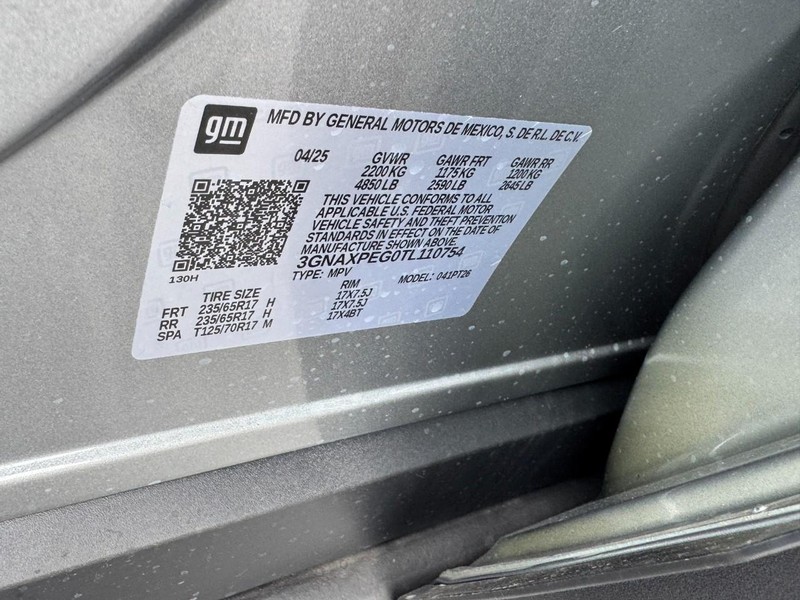 gm
MFD BY GENERAL MOTORS DE MEXICO, S. DE R.L. DE C.V.
04/25 GVWR GAWR FRT GAWR RR
2200 KG 1175 KG 1200 KG
4850 LB 2590 LB 2645 LB
THIS VEHICLE CONFORMS TO ALL
APPLICABLE U.S. FEDERAL MOTOR
VEHICLE SAFETY AND THEFT PREVENTION
STANDARDS IN EFFECT ON THE DATE OF
MANUFACTURE SHOWN ABOVE.
3GNAXPEG0TL110754
130H TYPE: MPV MODEL: 041PT26
TIRE SIZE RIM
FRT 235/65R17 H 17X7.5J
RR 235/65R17 H 17X7.5J
SPA T125/70R17 M 17X4BT